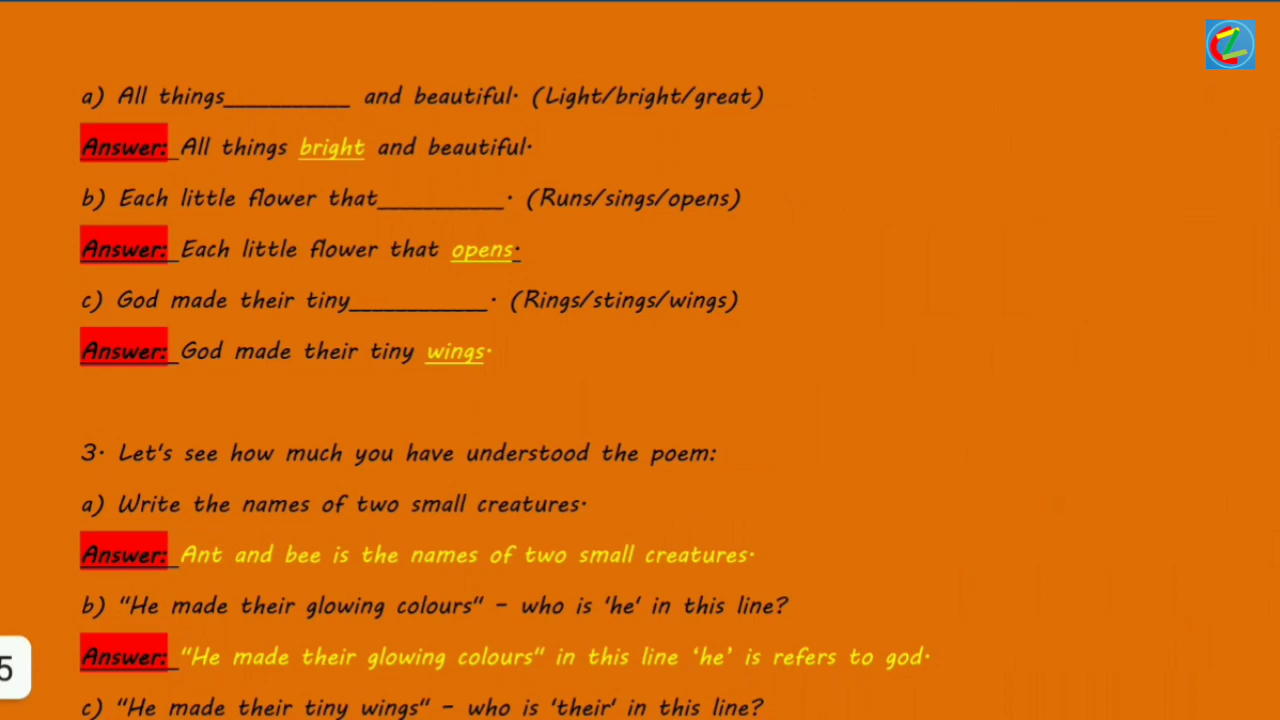 a) All things__________ and beautiful. (Light/bright/great)
Answer: All things bright and beautiful.
b) Each little flower that__________. (Runs/sings/opens)
Answer: Each little flower that opens.
c) God made their tiny___________. (Rings/stings/wings)
Answer: God made their tiny wings.
3. Let's see how much you have understood the poem:
a) Write the names of two small creatures.
Answer: Ant and bee is the names of two small creatures.
b) "He made their glowing colours" - who is 'he' in this line?
Answer: "He made their glowing colours" in this line 'he' is refers to god.
5
c) "He made their tiny wings" - who is 'their' in this line?